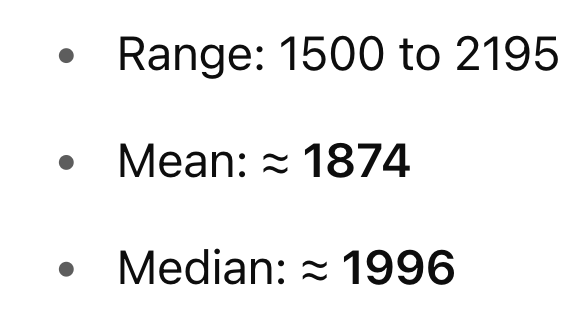 • Range: 1500 to 2195
• Mean: ≈ 1874
• Median: ≈ 1996